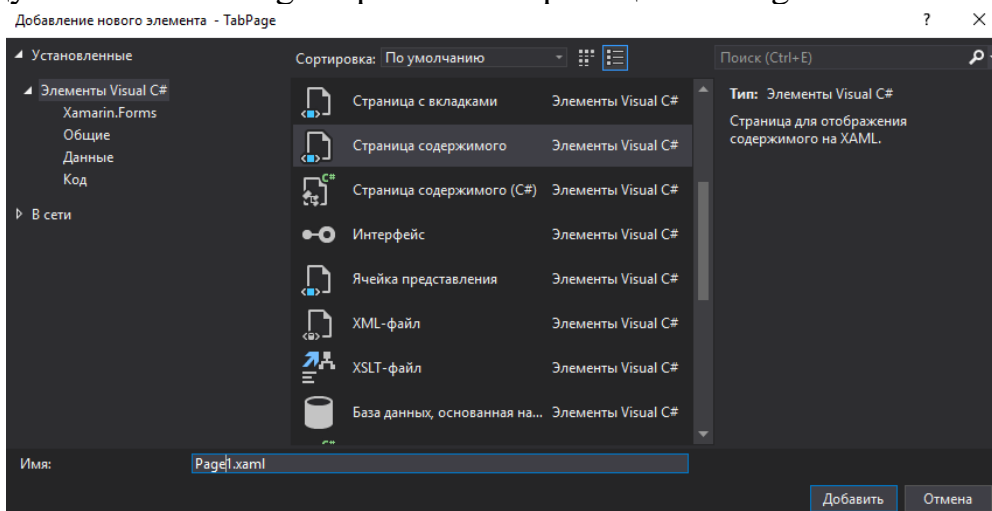 Добавление нового элемента - TabPage
?
Установленные
Элементы Visual C#
Xamarin.Forms
Общие
Данные
Код
В сети
Сортировка: По умолчанию
Страница с вкладками Элементы Visual C#
Страница содержимого Элементы Visual C#
C# Страница содержимого (C#) Элементы Visual C#
Интерфейс Элементы Visual C#
Ячейка представления Элементы Visual C#
XML-файл Элементы Visual C#
XSLT-файл Элементы Visual C#
База данных, основанная на... Элементы Visual C#
Поиск (Ctrl+E)
Тип: Элементы Visual C#
Страница для отображения
содержимого на XAML.
Имя: Page1.xaml
Добавить Отмена